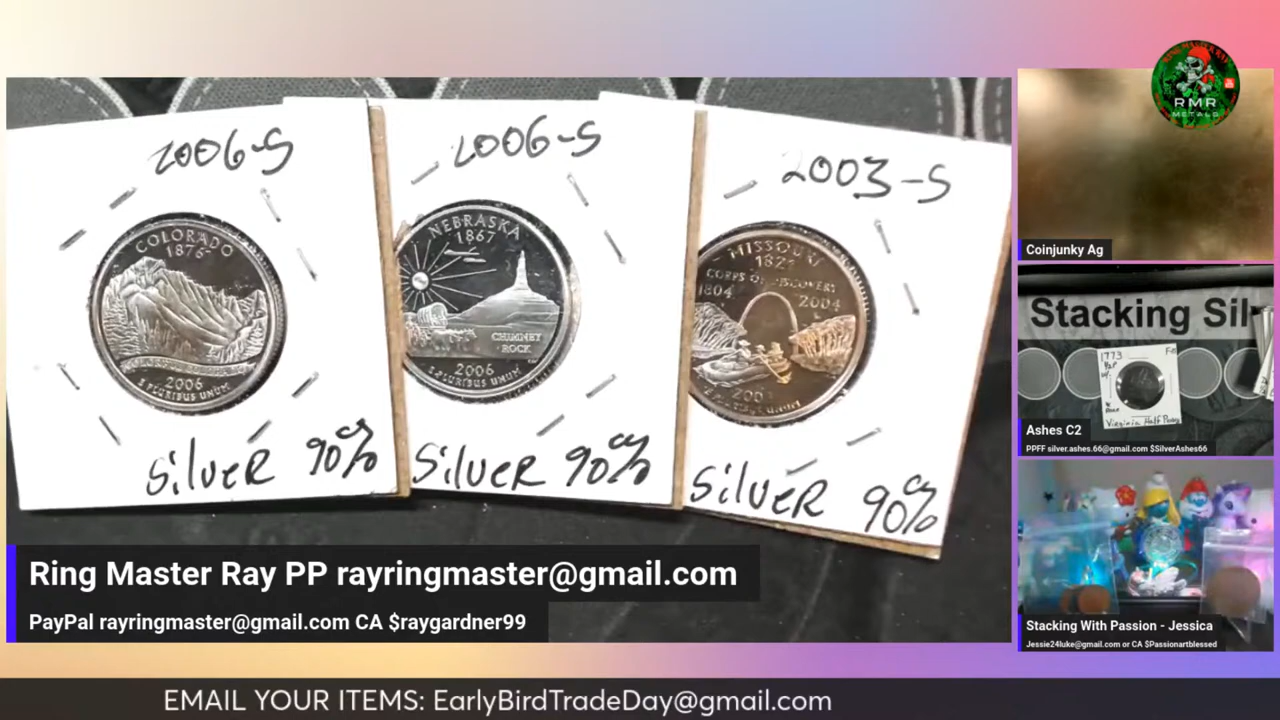 2006-S
COLORADO
1876
2006
E PLURIBUS UNUM
SilVER 90%
2006-S
NEBRASKA
1867
CHIMNEY
ROCK
2006
E PLURIBUS UNUM
SilVER 90%
2003-S
MISSOURI
CORPS OF DISCOVERY
1804
2004
SilVER 90%
Ring Master Ray PP rayringmaster@gmail.com
PayPal rayringmaster@gmail.com CA $raygardner99
RMR
METALS
Coinjunky Ag
Stacking Sil
1773
Virginia Half Penny
Ashes C2
PPFF silver.ashes.66@gmail.com $SilverAshes66
Stacking With Passion - Jessica
Jessie24luke@gmail.com or CA $Passionartblessed
EMAIL YOUR ITEMS: EarlyBirdTradeDay@gmail.com